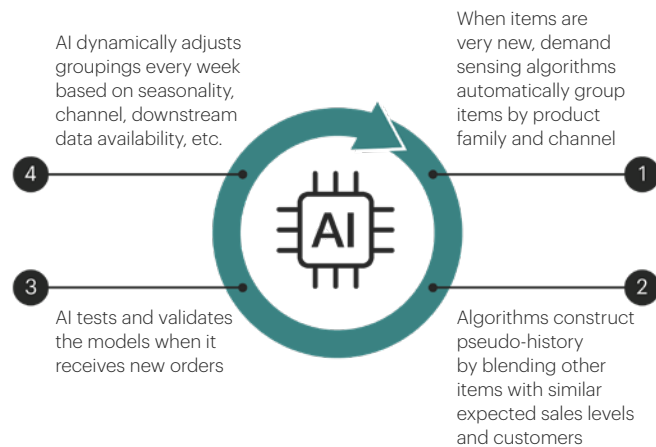 AI dynamically adjusts
groupings every week
based on seasonality,
channel, downstream
data availability, etc.
4
When items are
very new, demand
sensing algorithms
automatically group
items by product
family and channel
1
AI
3
AI tests and validates
the models when it
receives new orders
2
Algorithms construct
pseudo-history
by blending other
items with similar
expected sales levels
and customers